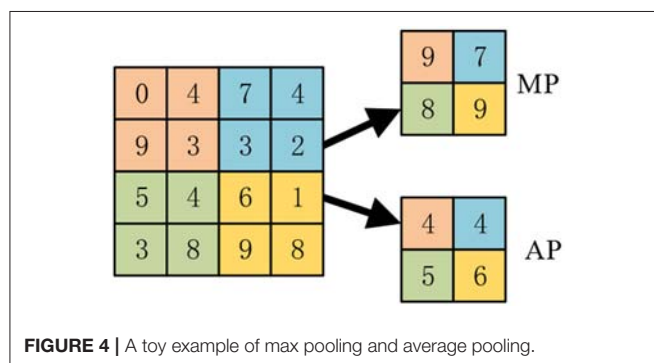 0 4 7 4
9 3 3 2
5 4 6 1
3 8 9 8
9 7
8 9
MP
4 4
5 6
AP
FIGURE 4 | A toy example of max pooling and average pooling.